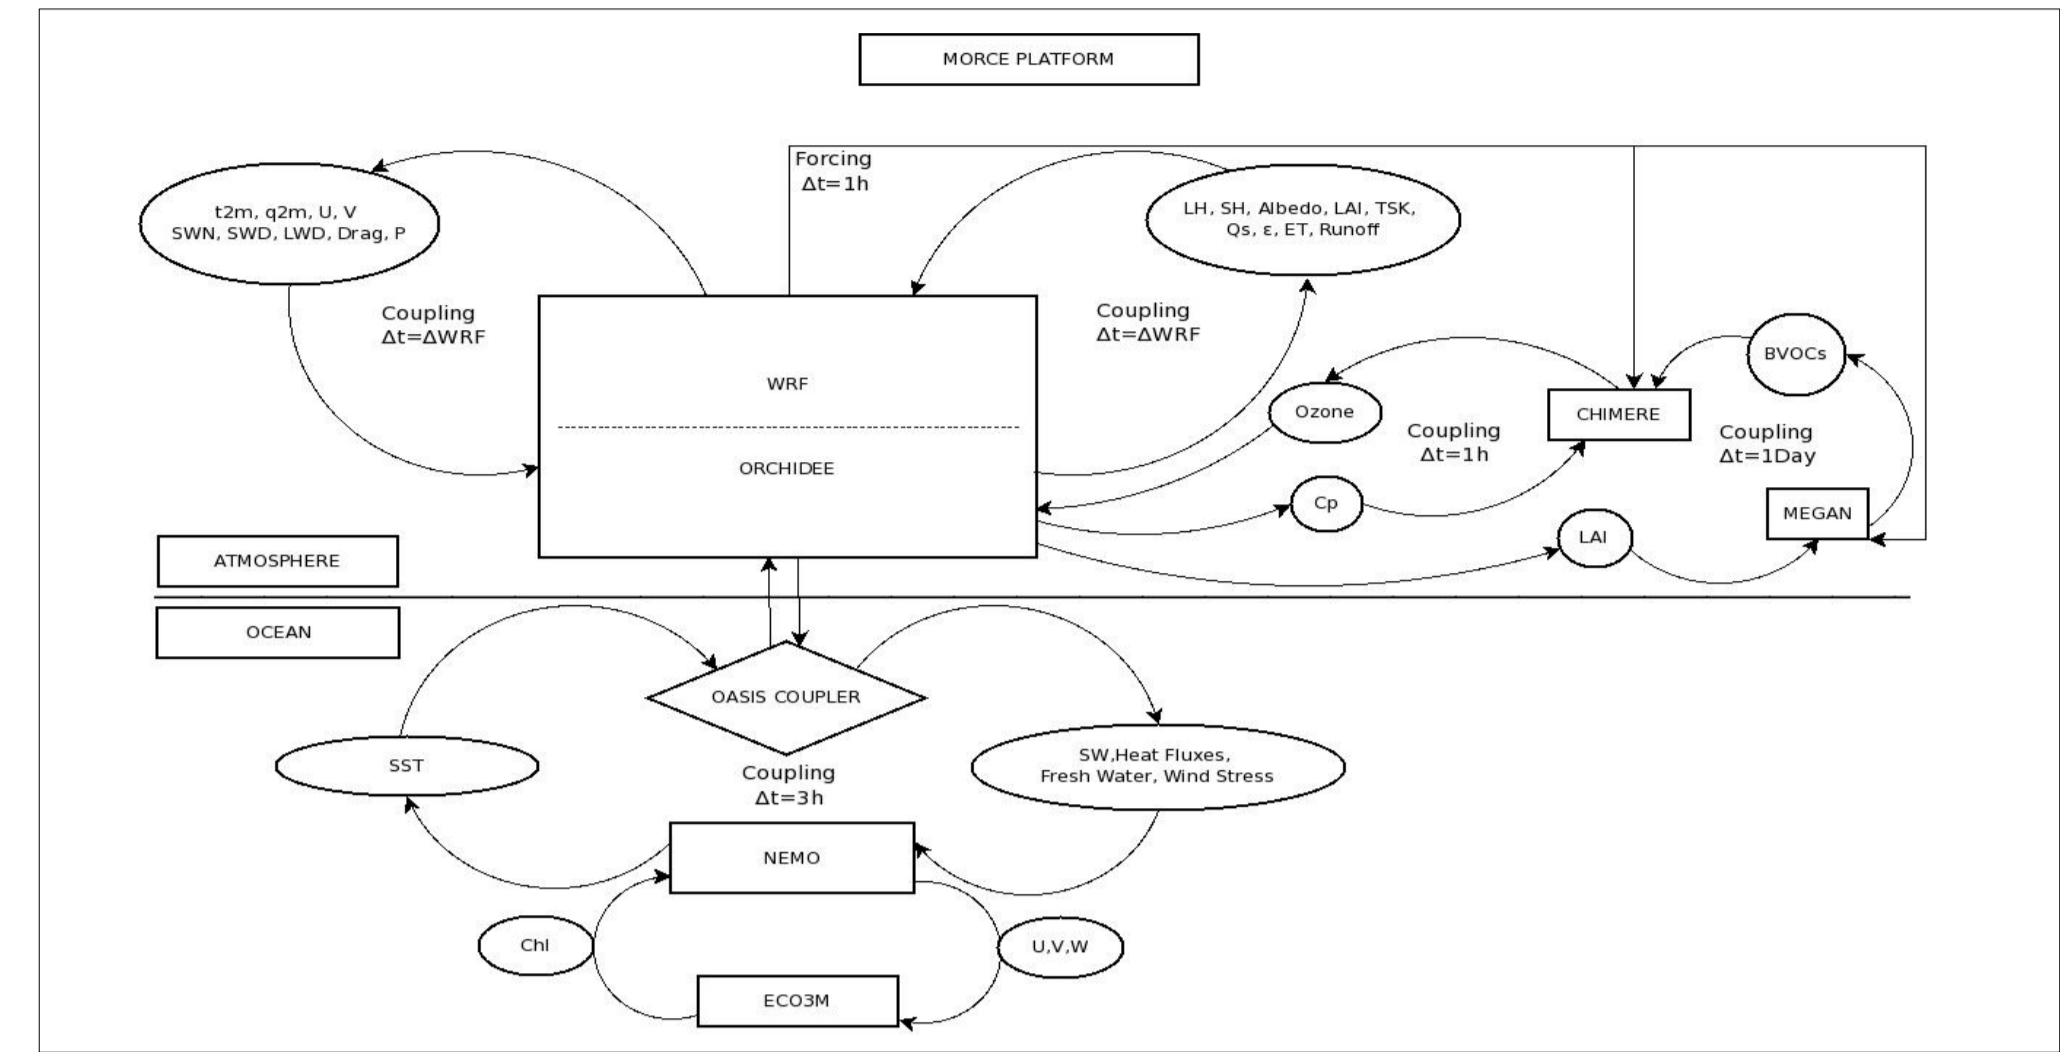 MORCE PLATFORM
Forcing
Δt=1h
t2m, q2m, U, V
SWN, SWD, LWD, Drag, P
LH, SH, Albedo, LAI, TSK,
Qs, ε, ET, Runoff
Coupling
Δt=ΔWRF
Coupling
Δt=ΔWRF
WRF
ORCHIDEE
BVOCs
Ozone
CHIMERE
Coupling
Δt=1h
Coupling
Δt=1Day
Cp
MEGAN
LAI
ATMOSPHERE
OCEAN
OASIS COUPLER
SST
SW,Heat Fluxes,
Fresh Water, Wind Stress
Coupling
Δt=3h
NEMO
Chl
U,V,W
ECO3M